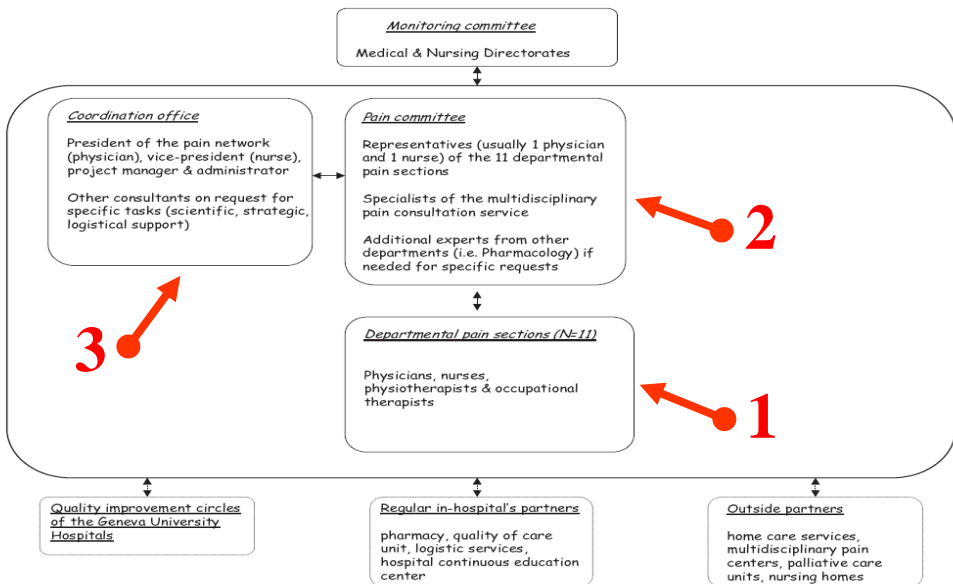 Monitoring committee
Medical & Nursing Directorates
Coordination office
President of the pain network
(physician), vice-president (nurse),
project manager & administrator
Other consultants on request for
specific tasks (scientific, strategic,
logistical support)
3
Pain committee
Representatives (usually 1 physician
and 1 nurse) of the 11 departmental
pain sections
Specialists of the multidisciplinary
pain consultation service
Additional experts from other
departments (i.e. Pharmacology) if
needed for specific requests
2
Departmental pain sections (N=11)
Physicians, nurses,
physiotherapists & occupational
therapists
1
Quality improvement circles
of the Geneva University
Hospitals
Regular in-hospital's partners
pharmacy, quality of care
unit, logistic services,
hospital continuous education
center
Outside partners
home care services,
multidisciplinary pain
centers, palliative care
units, nursing homes